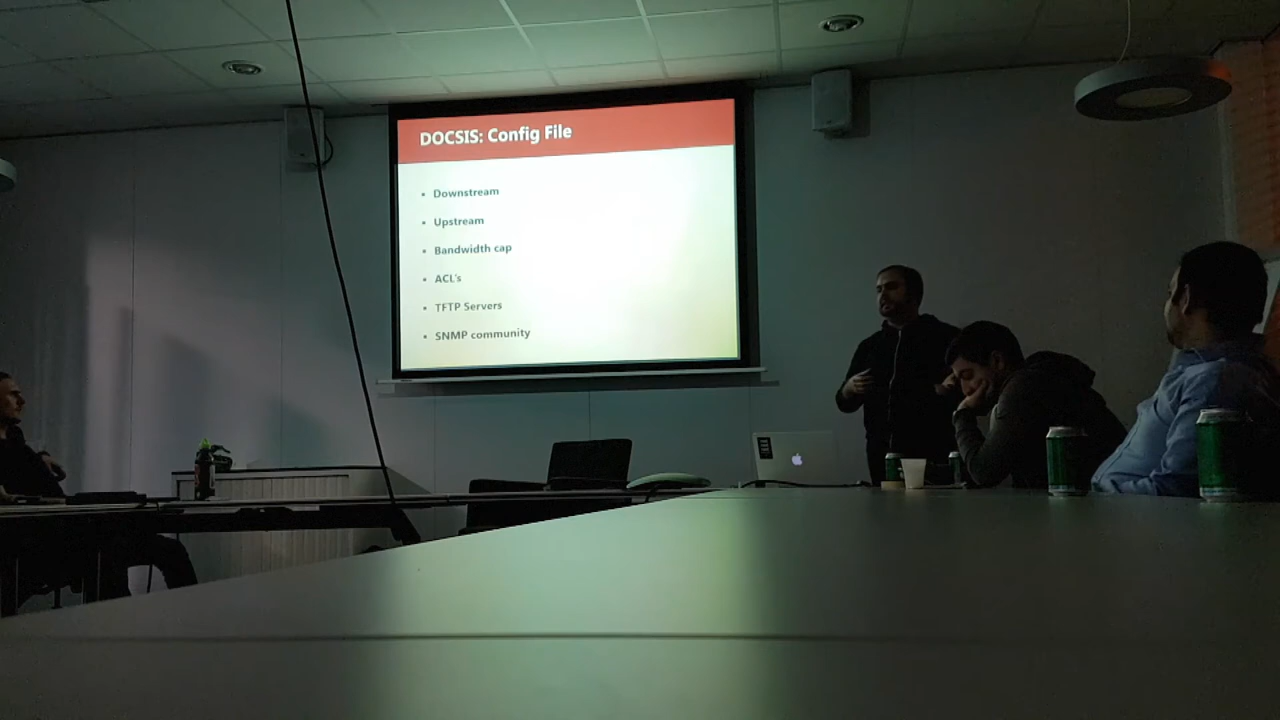 DOCSIS: Config File
• Downstream
• Upstream
• Bandwidth cap
• ACL's
• TFTP Servers
• SNMP community